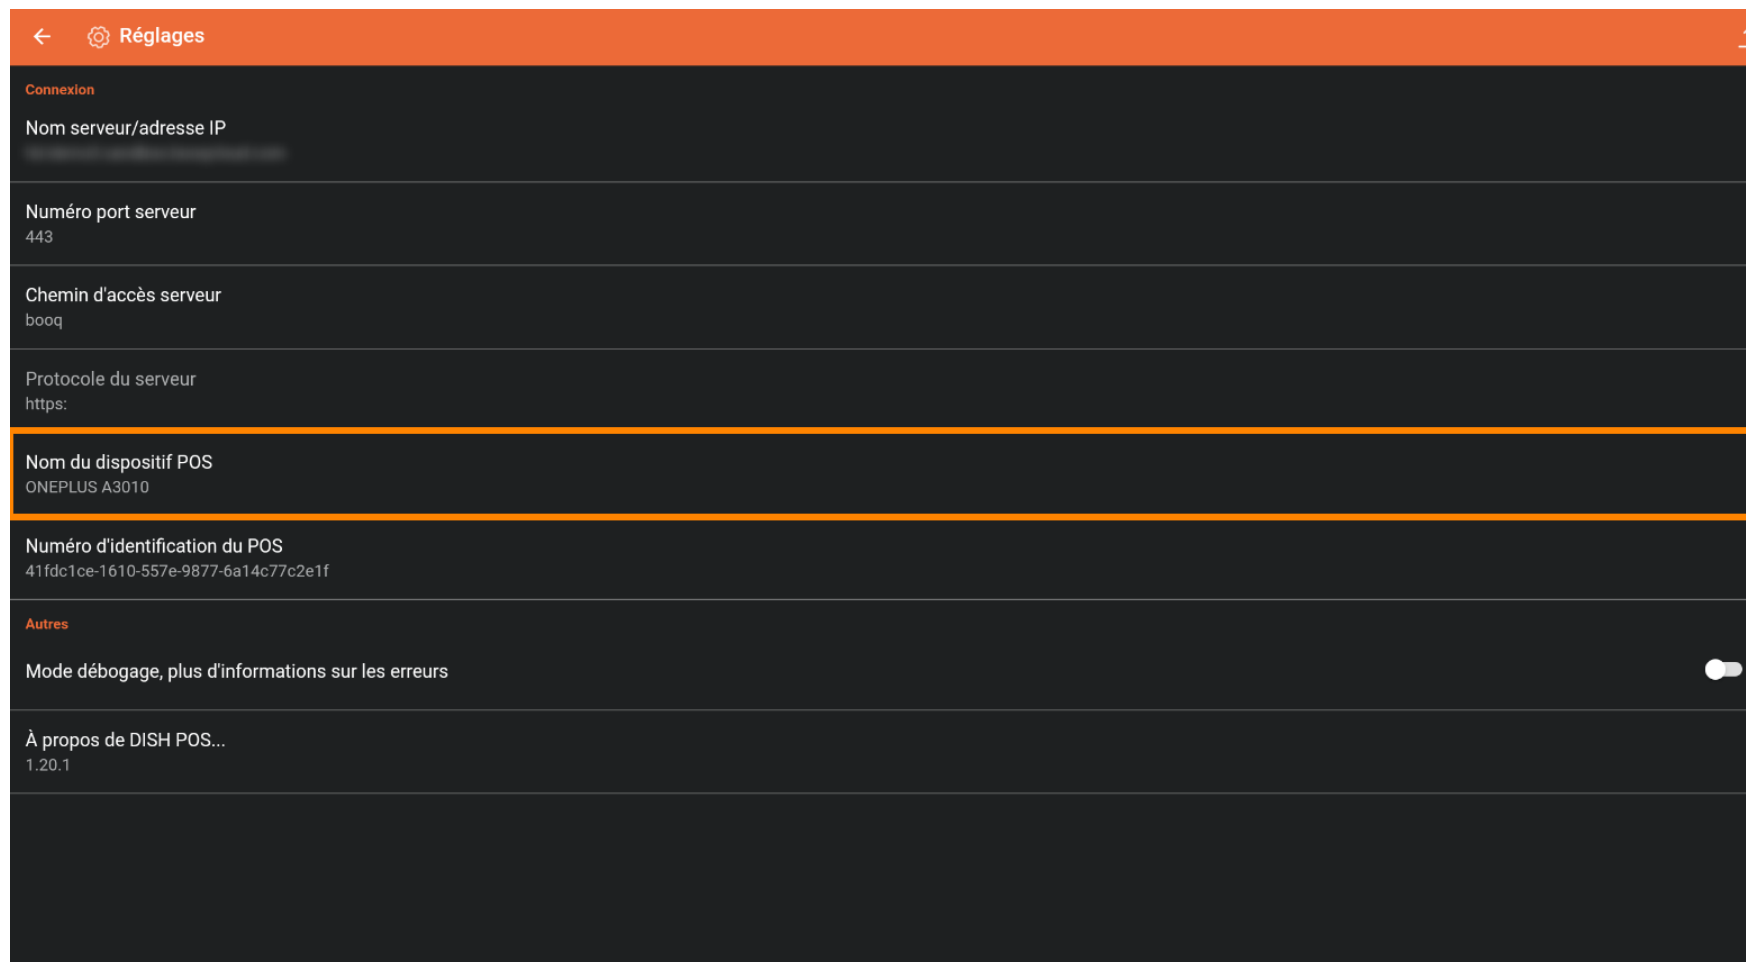 Réglages
Connexion
Nom serveur/adresse IP
Numéro port serveur
443
Chemin d'accès serveur
booq
Protocole du serveur
https:
Nom du dispositif POS
ONEPLUS A3010
Numéro d'identification du POS
41fdc1ce-1610-557e-9877-6a14c77c2e1f
Autres
Mode débogage, plus d'informations sur les erreurs
À propos de DISH POS...
1.20.1